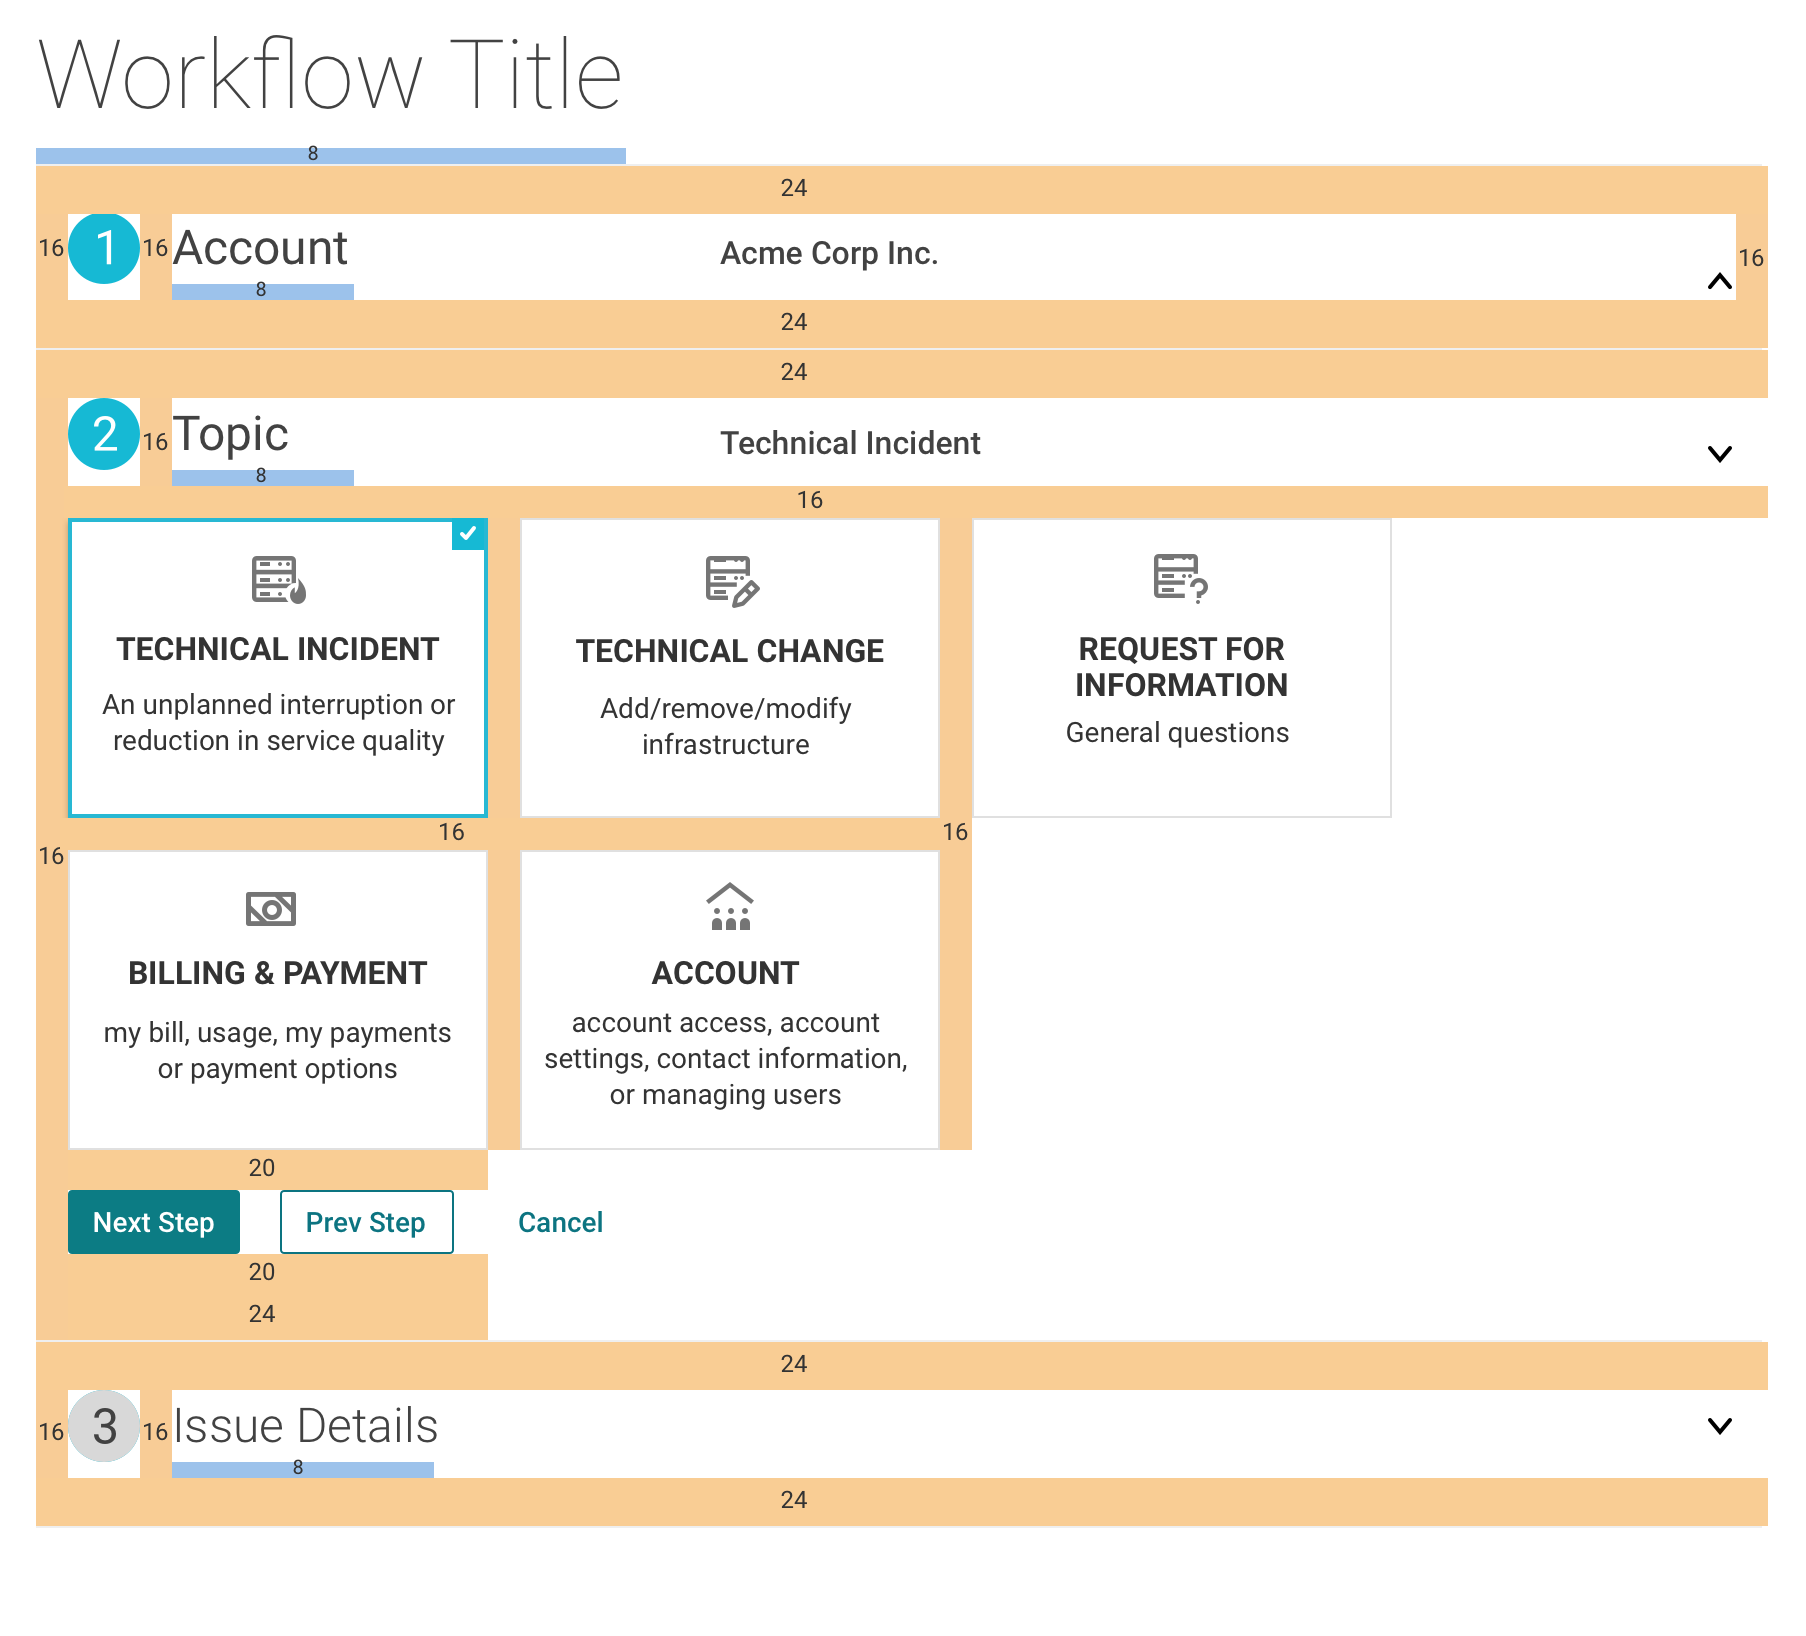 Workflow Title
8
24
16 1 16 Account Acme Corp Inc. 16
8
24
24
2 16 Topic Technical Incident
8
16
TECHNICAL INCIDENT
An unplanned interruption or
reduction in service quality
TECHNICAL CHANGE
Add/remove/modify
infrastructure
REQUEST FOR
INFORMATION
General questions
16 16
16
BILLING & PAYMENT
my bill, usage, my payments
or payment options
ACCOUNT
account access, account
settings, contact information,
or managing users
20
Next Step Prev Step Cancel
20
24
24
16 3 16 Issue Details
8
24